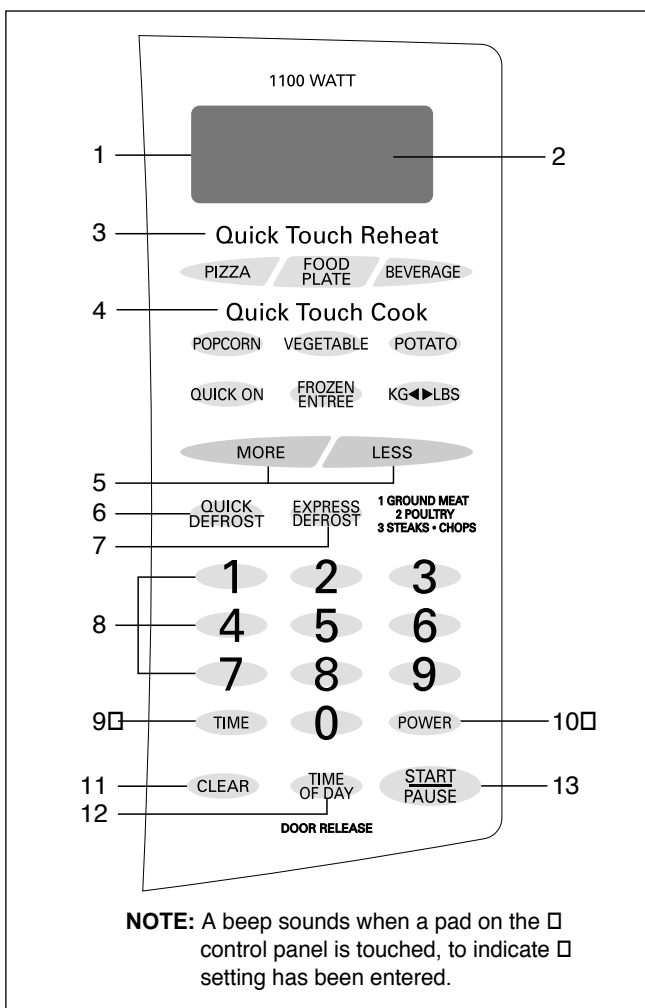 1100 WATT
1 2
3 Quick Touch Reheat
PIZZA FOOD PLATE BEVERAGE
4 Quick Touch Cook
POPCORN VEGETABLE POTATO
QUICK ON FROZEN ENTREE KG◀▶LBS
MORE LESS
5
6 QUICK DEFROST EXPRESS DEFROST
1 GROUND MEAT
2 POULTRY
3 STEAKS • CHOPS
7
1 2 3
8 4 5 6
7 8 9
9□ TIME 0 POWER 10□
11 CLEAR TIME OF DAY START PAUSE 13
12
DOOR RELEASE
NOTE: A beep sounds when a pad on the □
control panel is touched, to indicate □
setting has been entered.